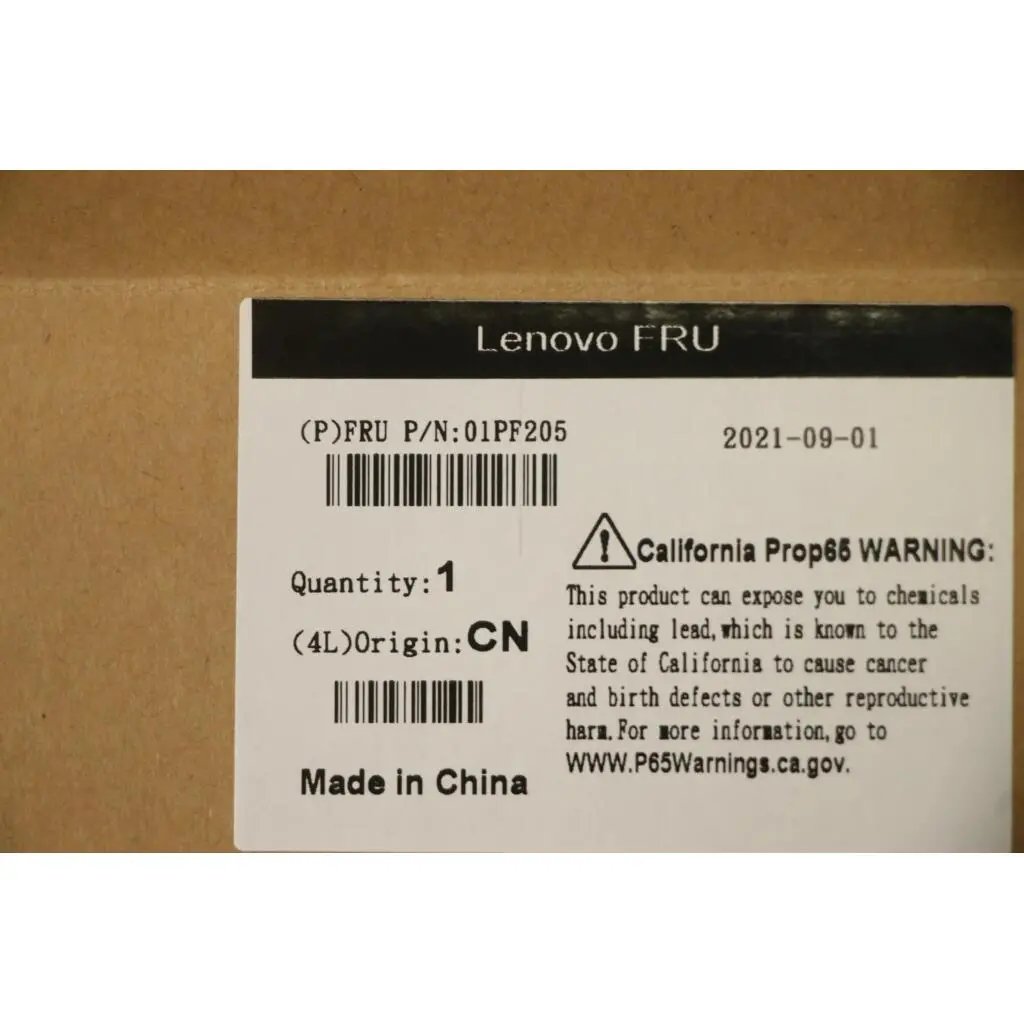 Lenovo FRU
(P)FRU P/N:01PF205
2021-09-01
Quantity:1
(4L)Origin:CN
Made in China
California Prop65 WARNING:
This product can expose you to chemicals
including lead,which is known to the
State of California to cause cancer
and birth defects or other reproductive
harm.For more information,go to
WWW.P65Warnings.ca.gov.